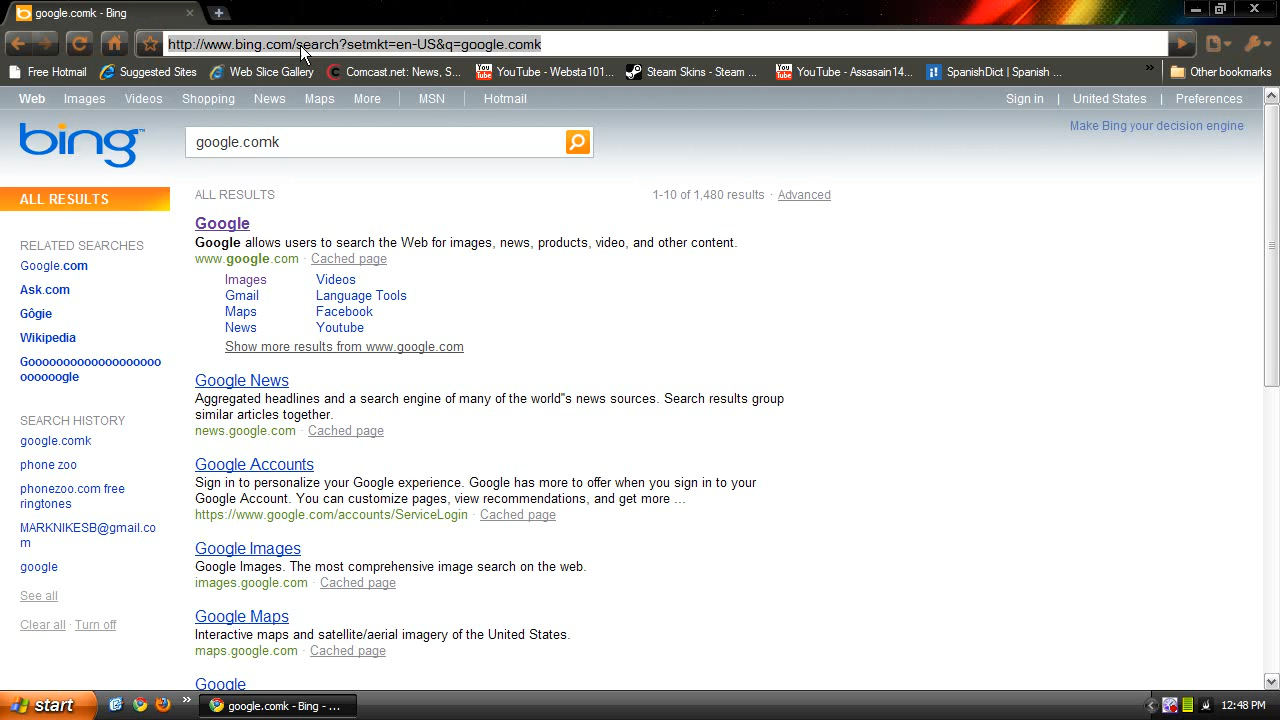 google.comk - Bing
http://www.bing.com/search?setmkt=en-US&q=google.comk
Free Hotmail
Suggested Sites
Web Slice Gallery
Comcast.net: News, S...
YouTube - Websta101...
Steam Skins - Steam ...
YouTube - Assasain14...
SpanishDict | Spanish ...
»
Other bookmarks
Web Images Videos Shopping News Maps More | MSN | Hotmail
Sign in | United States | Preferences
bing™
google.comk
Make Bing your decision engine
ALL RESULTS
RELATED SEARCHES
Google.com
Ask.com
Gôgie
Wikipedia
Gooooooooooooooooooo
oooooogle
SEARCH HISTORY
google.comk
phone zoo
phonezoo.com free
ringtones
MARKNIKESB@gmail.co
m
google
See all
Clear all · Turn off
ALL RESULTS
1-10 of 1,480 results · Advanced
Google
Google allows users to search the Web for images, news, products, video, and other content.
www.google.com · Cached page
Images Videos
Gmail Language Tools
Maps Facebook
News Youtube
Show more results from www.google.com
Google News
Aggregated headlines and a search engine of many of the world"s news sources. Search results group
similar articles together.
news.google.com · Cached page
Google Accounts
Sign in to personalize your Google experience. Google has more to offer when you sign in to your
Google Account. You can customize pages, view recommendations, and get more ...
https://www.google.com/accounts/ServiceLogin · Cached page
Google Images
Google Images. The most comprehensive image search on the web.
images.google.com · Cached page
Google Maps
Interactive maps and satellite/aerial imagery of the United States.
maps.google.com · Cached page
Google
start
»
google.comk - Bing - ...
12:48 PM